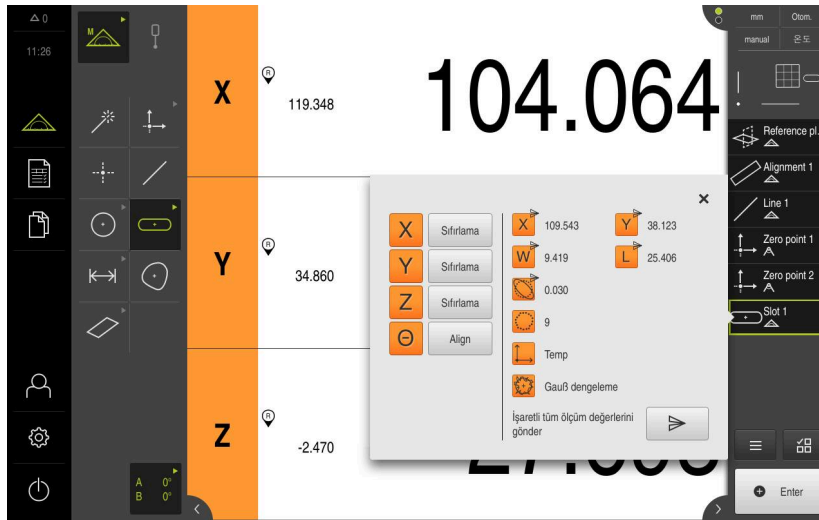 0
11:26
M
A 0°
B 0°
X
R
119.348
104.064
Y
R
34.860
Z
R
-2.470
X Sıfırlama
Y Sıfırlama
Z Sıfırlama
Θ Align
X 109.543 Y 38.123
W 9.419 L 25.406
0.030
9
Temp
Gauß dengeleme
İşaretli tüm ölçüm değerlerini
gönder
mm Otom.
manual 온도
Reference pl.
Alignment 1
Line 1
Zero point 1
Zero point 2
Slot 1
Enter